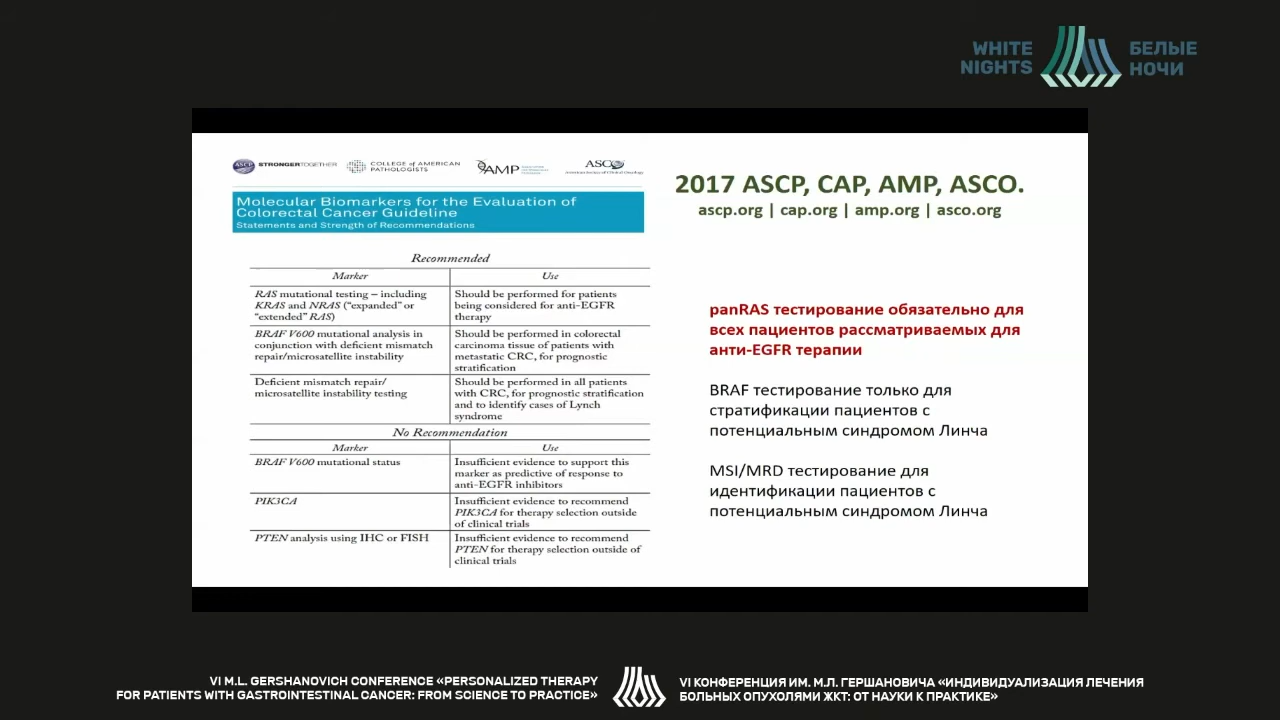 WHITE
NIGHTS
БЕЛЫЕ
НОЧИ
ASCP
STRONGERTOGETHER
COLLEGE of AMERICAN
PATHOLOGISTS
AMP
ASCO
American Society of Clinical Oncology
Molecular Biomarkers for the Evaluation of
Colorectal Cancer Guideline
Statements and Strength of Recommendations
Recommended
Marker Use
RAS mutational testing – including
KRAS and NRAS (“expanded” or
“extended” RAS)
Should be performed for patients
being considered for anti-EGFR
therapy
BRAF V600 mutational analysis in
conjunction with deficient mismatch
repair/microsatellite instability
Should be performed in colorectal
carcinoma tissue of patients with
metastatic CRC, for prognostic
stratification
Deficient mismatch repair/
microsatellite instability testing
Should be performed in all patients
with CRC, for prognostic stratification
and to identify cases of Lynch
syndrome
No Recommendation
Marker Use
BRAF V600 mutational status
Insufficient evidence to support this
marker as predictive of response to
anti-EGFR inhibitors
PIK3CA
Insufficient evidence to recommend
PIK3CA for therapy selection outside
of clinical trials
PTEN analysis using IHC or FISH
Insufficient evidence to recommend
PTEN for therapy selection outside of
clinical trials
2017 ASCP, CAP, AMP, ASCO.
ascp.org | cap.org | amp.org | asco.org
panRAS тестирование обязательно для
всех пациентов рассматриваемых для
анти-EGFR терапии
BRAF тестирование только для
стратификации пациентов с
потенциальным синдромом Линча
MSI/MRD тестирование для
идентификации пациентов с
потенциальным синдромом Линча
VI M.L. GERSHANOVICH CONFERENCE «PERSONALIZED THERAPY
FOR PATIENTS WITH GASTROINTESTINAL CANCER: FROM SCIENCE TO PRACTICE»
VI КОНФЕРЕНЦИЯ ИМ. М.Л. ГЕРШАНОВИЧА «ИНДИВИДУАЛИЗАЦИЯ ЛЕЧЕНИЯ
БОЛЬНЫХ ОПУХОЛЯМИ ЖКТ: ОТ НАУКИ К ПРАКТИКЕ»